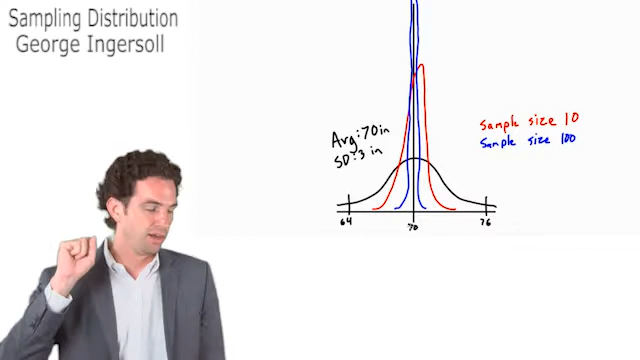 Sampling Distribution
George Ingersoll
Avg: 70in
SD: 3 in
Sample size 10
Sample size 100
64
70
76